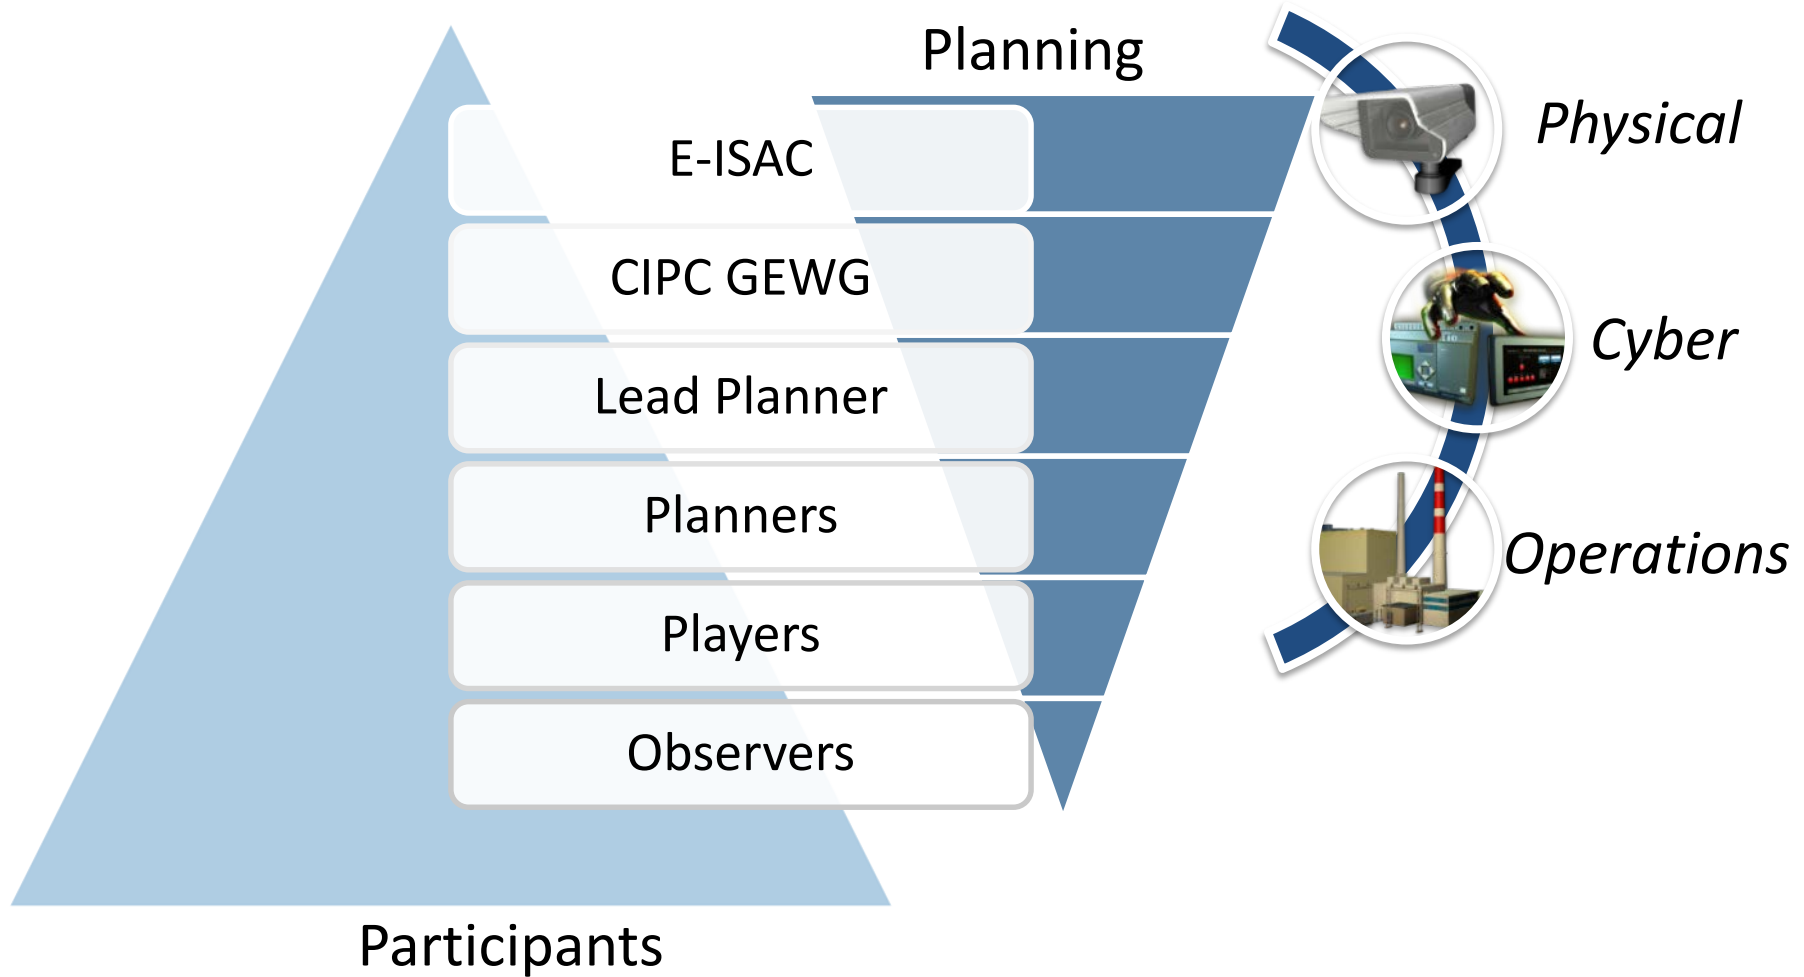 Planning
E-ISAC
CIPC GEWG
Lead Planner
Planners
Players
Observers
Participants
Physical
Cyber
Operations